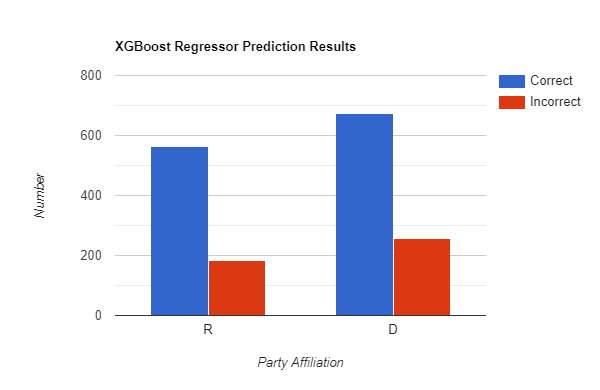 XGBoost Regressor Prediction Results
800
600
400
200
0
Number
R
D
Party Affiliation
Correct
Incorrect